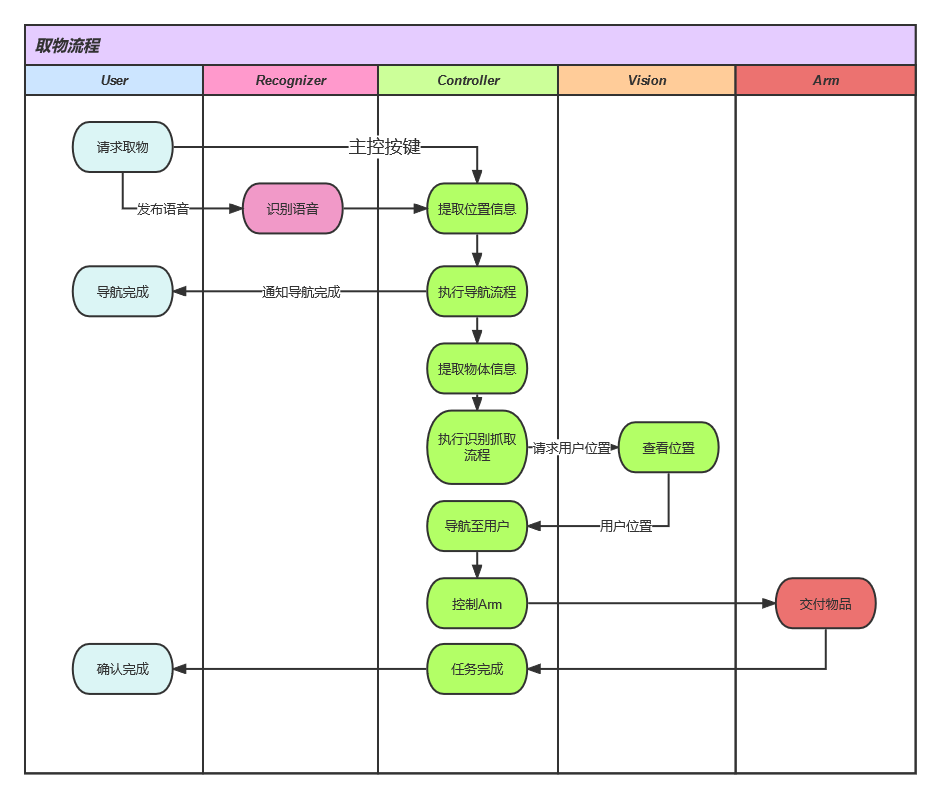 取物流程
User
Recognizer
Controller
Vision
Arm
请求取物
主控按键
发布语音
识别语音
提取位置信息
导航完成
通知导航完成
执行导航流程
提取物体信息
执行识别抓取
流程
请求用户位置
查看位置
导航至用户
用户位置
控制Arm
交付物品
确认完成
任务完成